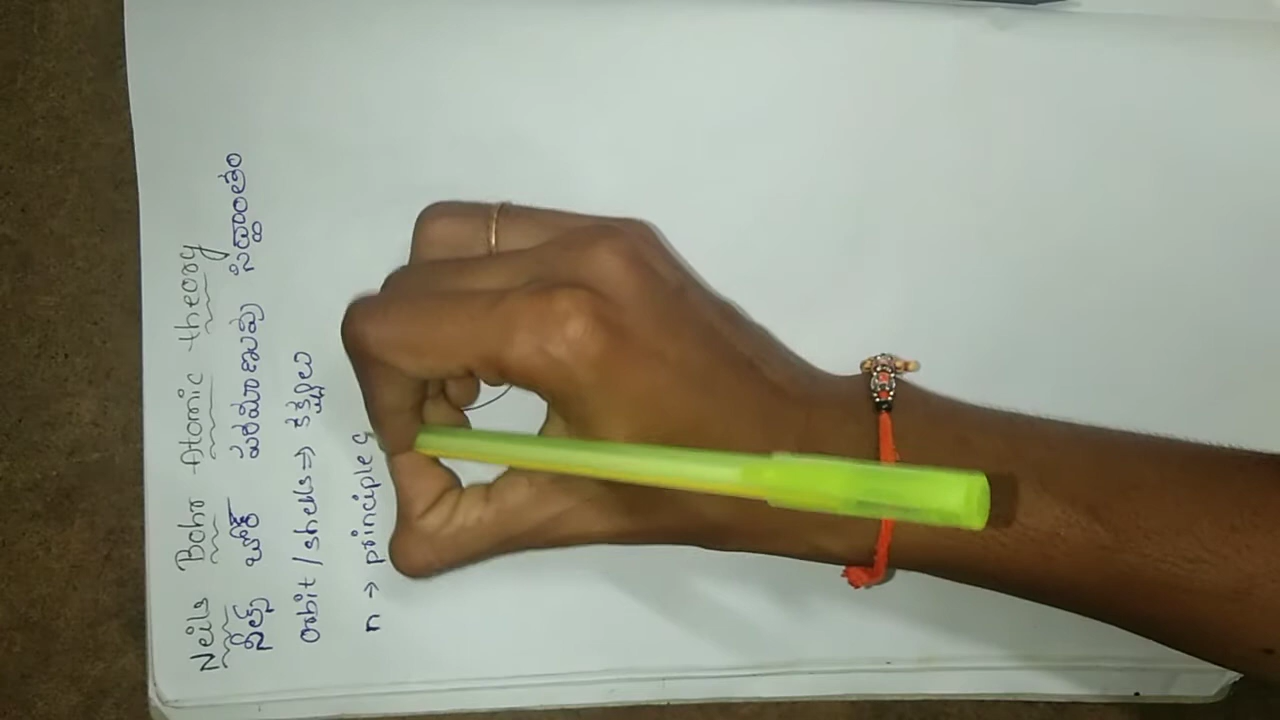 Neils Bohr Atomic theory
నీల్స్ బోర్ పరమాణువు సిద్ధాంతం
orbit / shells => కక్ష్యలు
n -> principle q